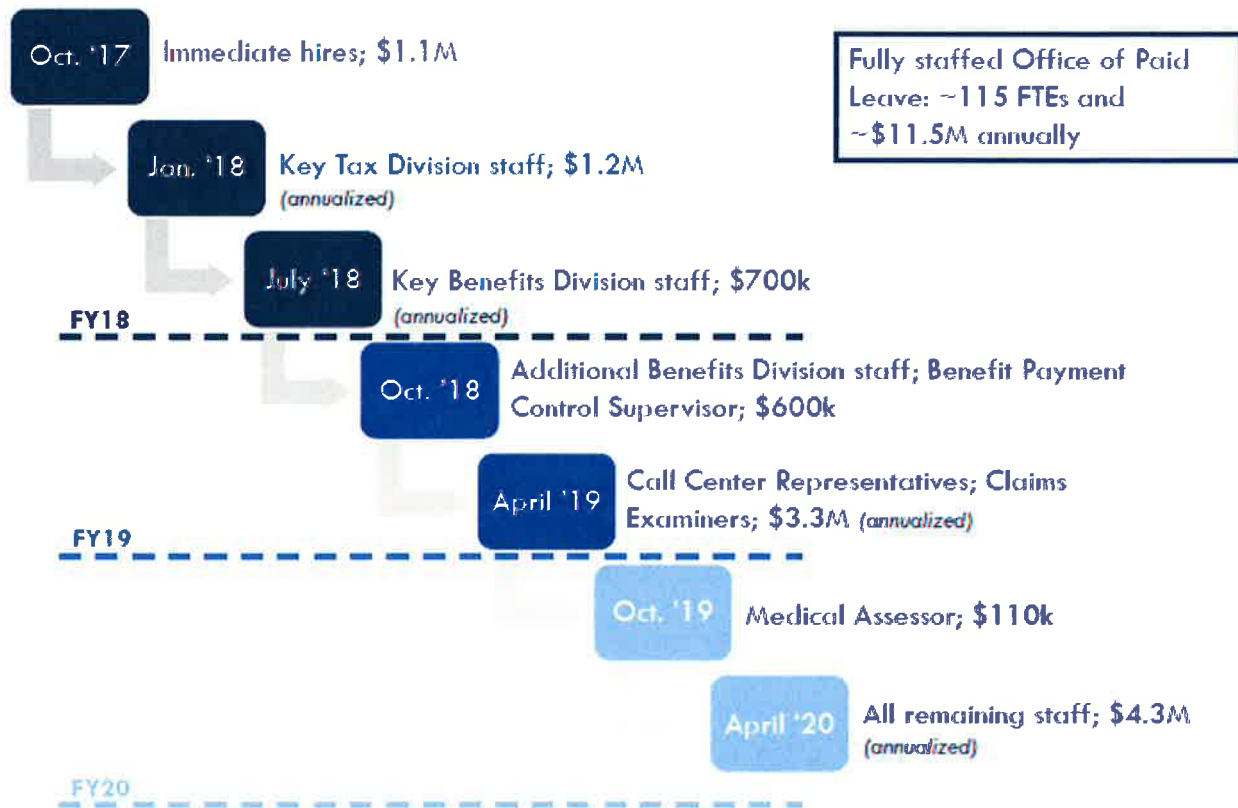 Oct. '17
Immediate hires; $1.1M
Fully staffed Office of Paid
Leave: ~115 FTEs and
~$11.5M annually
Jan. '18
Key Tax Division staff; $1.2M
(annualized)
July '18
Key Benefits Division staff; $700k
(annualized)
FY18
Oct. '18
Additional Benefits Division staff; Benefit Payment
Control Supervisor; $600k
April '19
Call Center Representatives; Claims
Examiners; $3.3M (annualized)
FY19
Oct. '19
Medical Assessor; $110k
April '20
All remaining staff; $4.3M
(annualized)
FY20